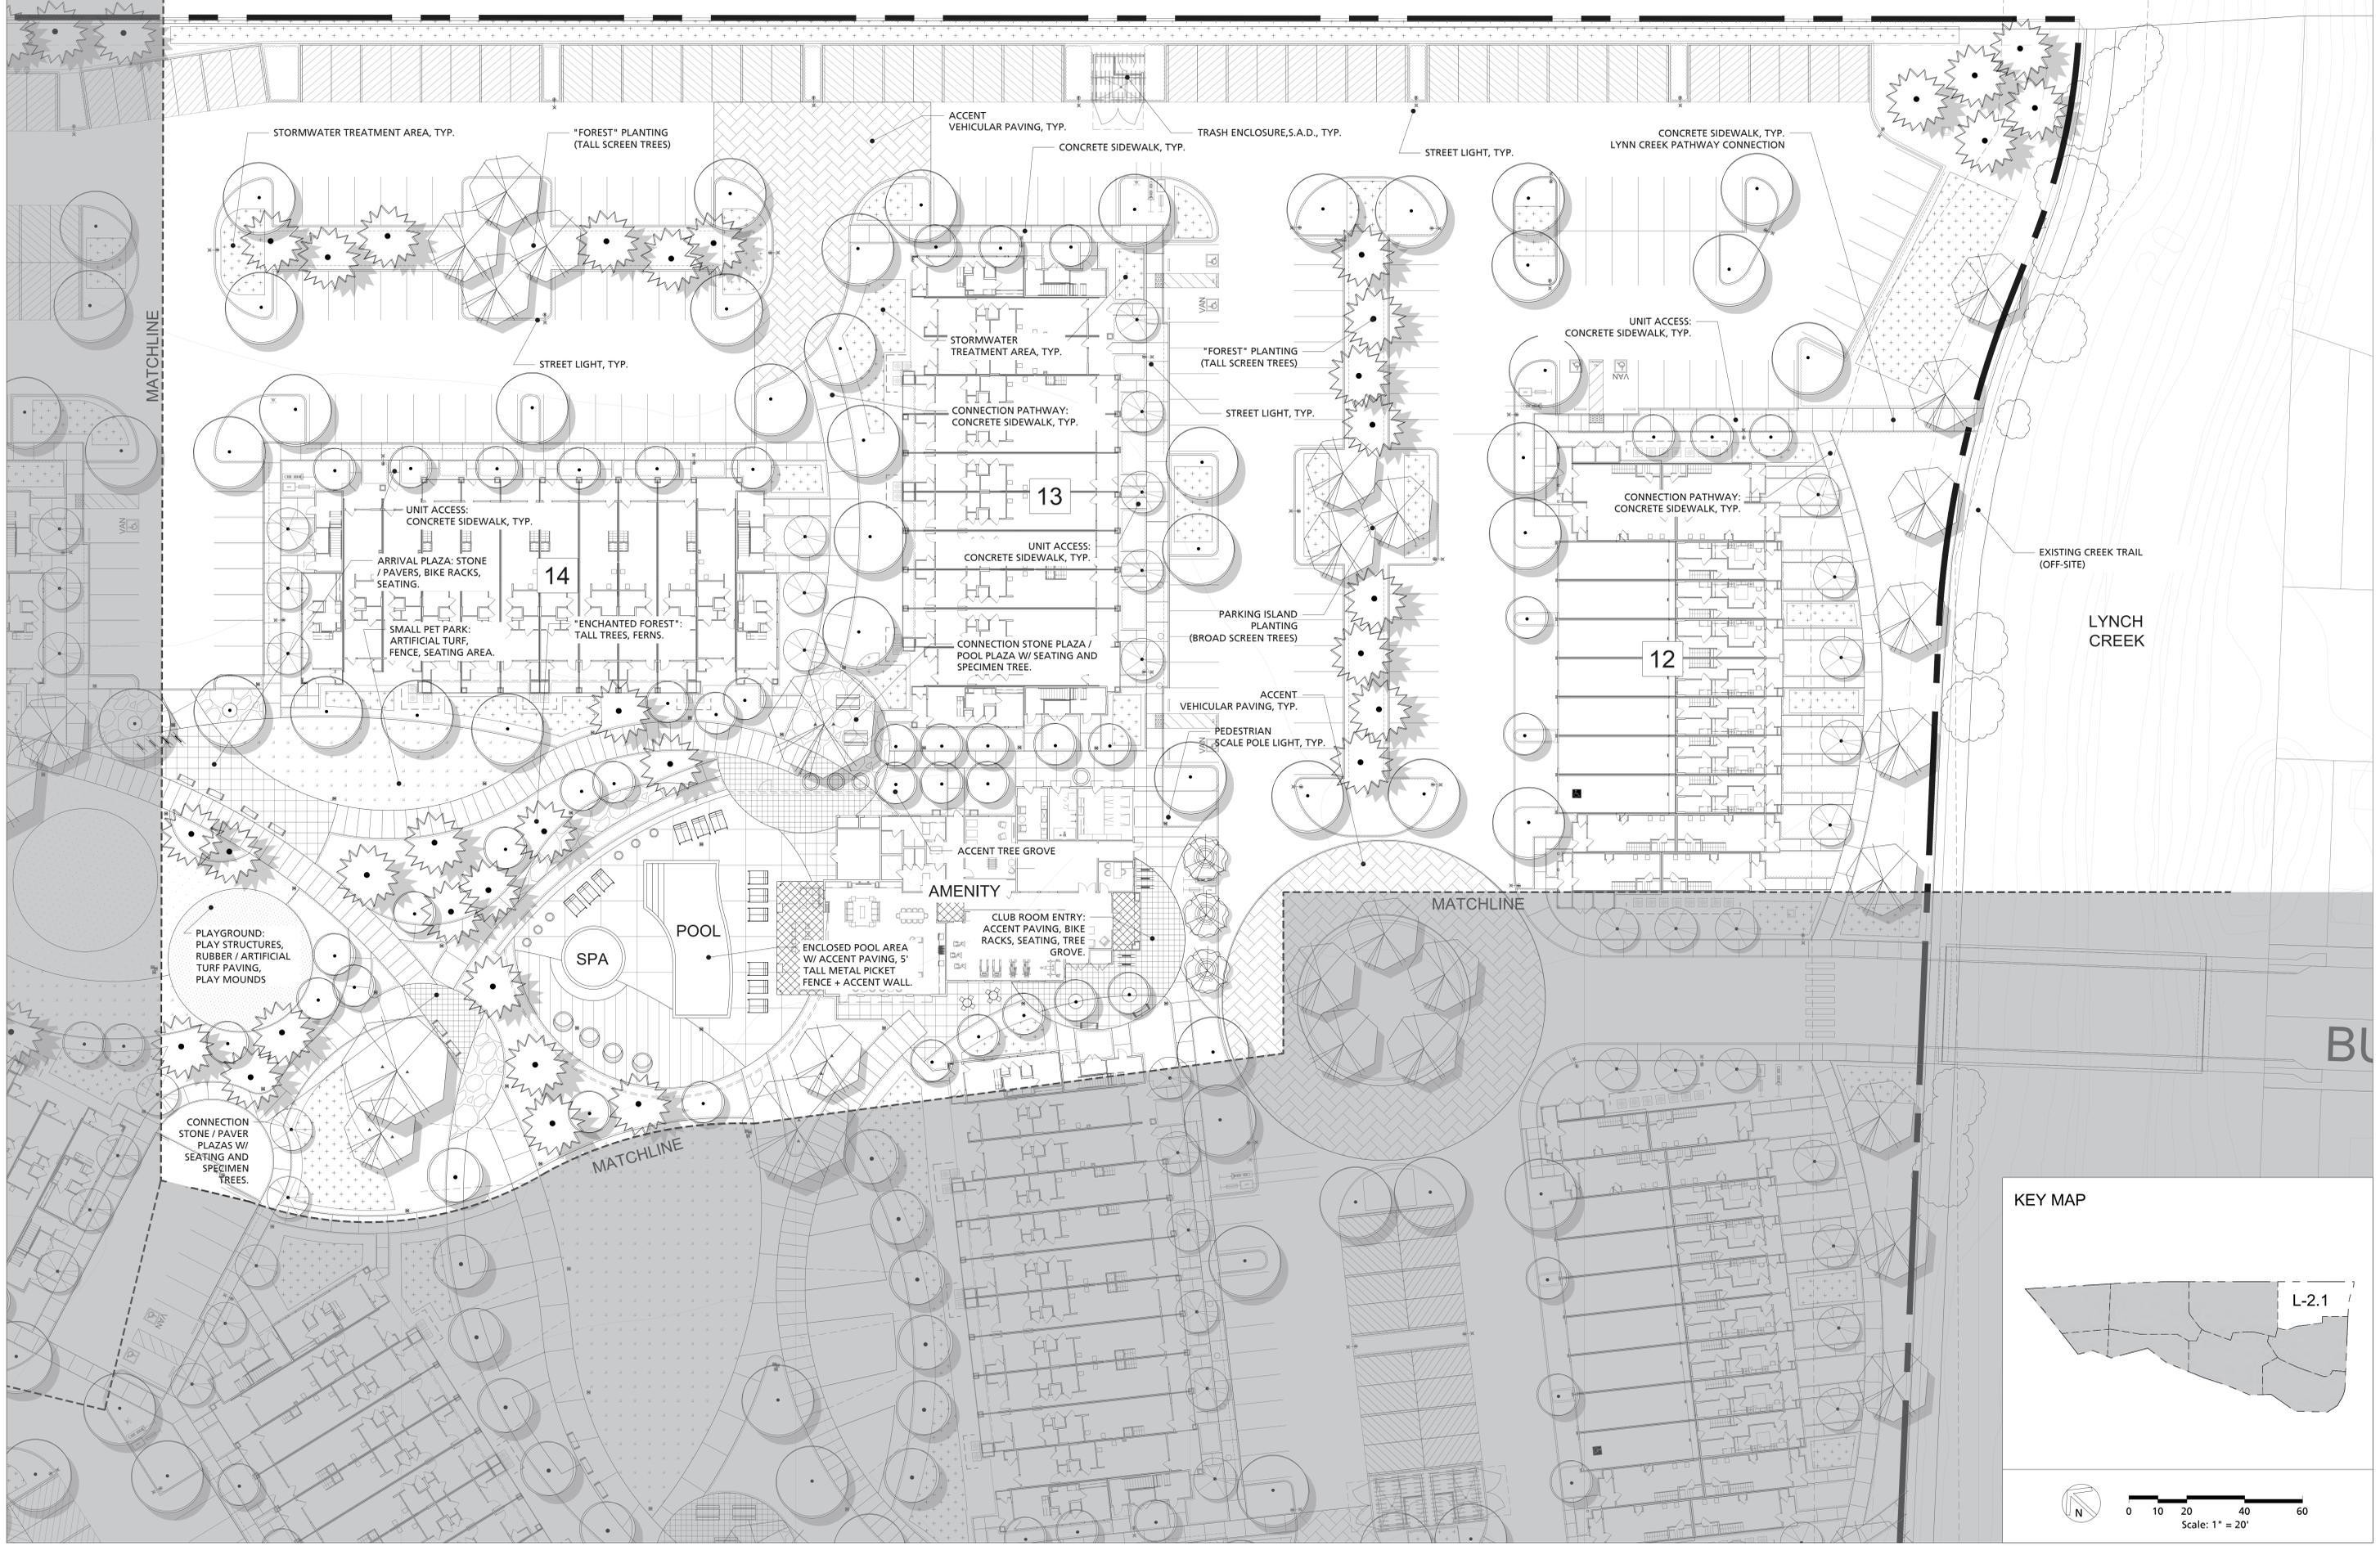 STORMWATER TREATMENT AREA, TYP.
"FOREST" PLANTING
(TALL SCREEN TREES)
ACCENT
VEHICULAR PAVING, TYP.
CONCRETE SIDEWALK, TYP.
TRASH ENCLOSURE,S.A.D., TYP.
STREET LIGHT, TYP.
CONCRETE SIDEWALK, TYP.
LYNN CREEK PATHWAY CONNECTION
MATCHLINE
STREET LIGHT, TYP.
STORMWATER
TREATMENT AREA, TYP.
VAN
"FOREST" PLANTING
(TALL SCREEN TREES)
UNIT ACCESS:
CONCRETE SIDEWALK, TYP.
VAN
CONNECTION PATHWAY:
CONCRETE SIDEWALK, TYP.
STREET LIGHT, TYP.
13
CONNECTION PATHWAY:
CONCRETE SIDEWALK, TYP.
VAN
UNIT ACCESS:
CONCRETE SIDEWALK, TYP.
UNIT ACCESS:
CONCRETE SIDEWALK, TYP.
EXISTING CREEK TRAIL
(OFF-SITE)
ARRIVAL PLAZA: STONE
/ PAVERS, BIKE RACKS,
SEATING.
14
LYNCH
CREEK
SMALL PET PARK:
ARTIFICIAL TURF,
FENCE, SEATING AREA.
"ENCHANTED FOREST":
TALL TREES, FERNS.
PARKING ISLAND
PLANTING
(BROAD SCREEN TREES)
CONNECTION STONE PLAZA /
POOL PLAZA W/ SEATING AND
SPECIMEN TREE.
12
ACCENT
VEHICULAR PAVING, TYP.
PEDESTRIAN
SCALE POLE LIGHT, TYP.
VAN
ACCENT TREE GROVE
AMENITY
MATCHLINE
CLUB ROOM ENTRY:
ACCENT PAVING, BIKE
RACKS, SEATING, TREE
GROVE.
POOL
SPA
ENCLOSED POOL AREA
W/ ACCENT PAVING, 5'
TALL METAL PICKET
FENCE + ACCENT WALL.
PLAYGROUND:
PLAY STRUCTURES,
RUBBER / ARTIFICIAL
TURF PAVING,
PLAY MOUNDS
BU
CONNECTION
STONE / PAVER
PLAZAS W/
SEATING AND
SPECIMEN
TREES.
MATCHLINE
VAN
KEY MAP
L-2.1
N
0 10 20 40 60
Scale: 1" = 20'